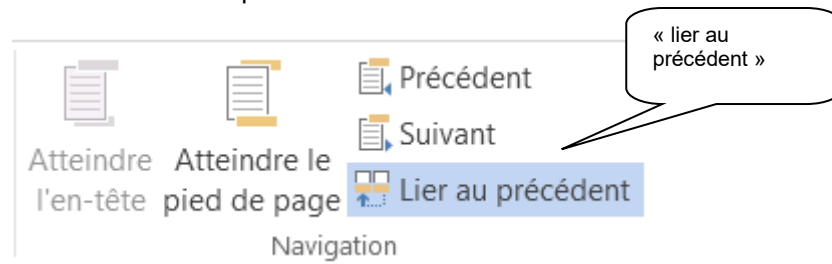 « lier au
précédent »
Précédent
Suivant
Atteindre
l'en-tête
Atteindre le
pied de page
Lier au précédent
Navigation